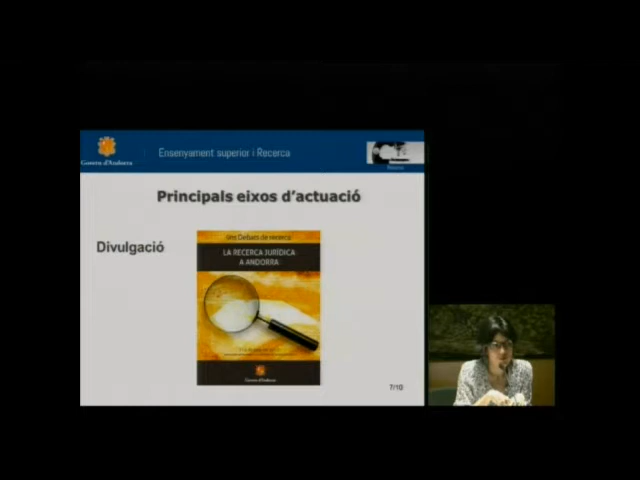 Govern d'Andorra
Ensenyament superior i Recerca
Principals eixos d'actuació
Divulgació
Debats de recerca
LA RECERCA JURÍDICA
A ANDORRA
Govern d'Andorra
7/10